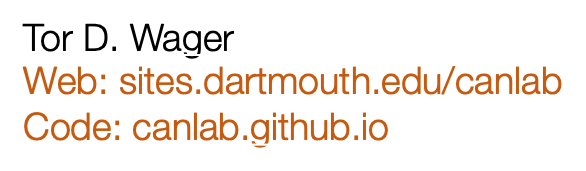 Tor D. Wager
Web: sites.dartmouth.edu/canlab
Code: canlab.github.io